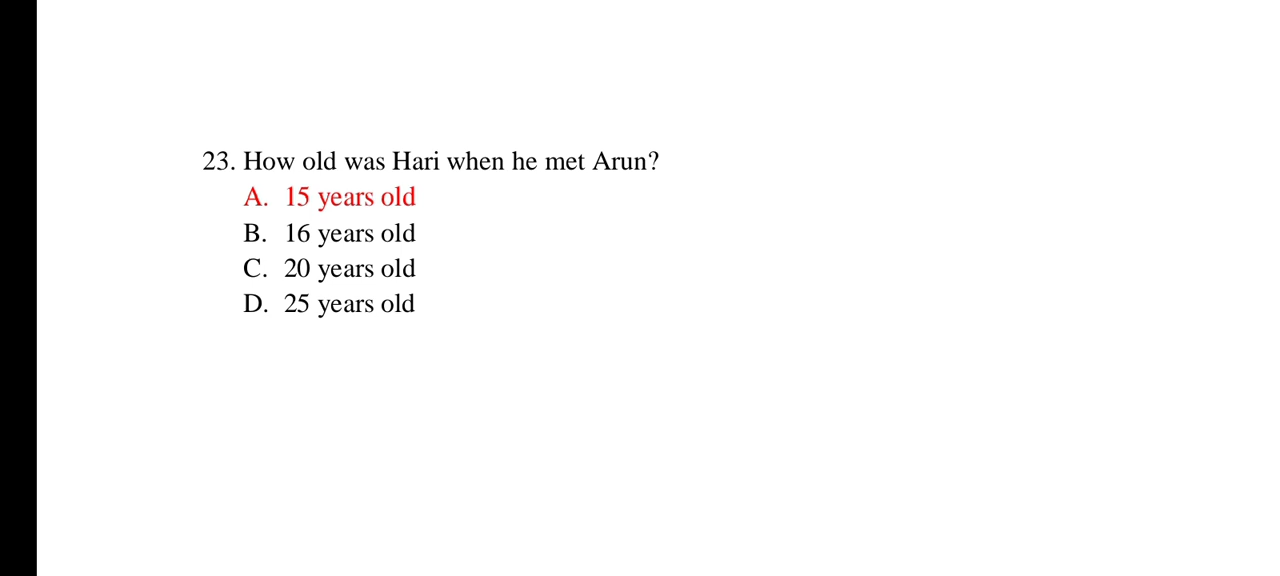 23. How old was Hari when he met Arun?
A. 15 years old
B. 16 years old
C. 20 years old
D. 25 years old